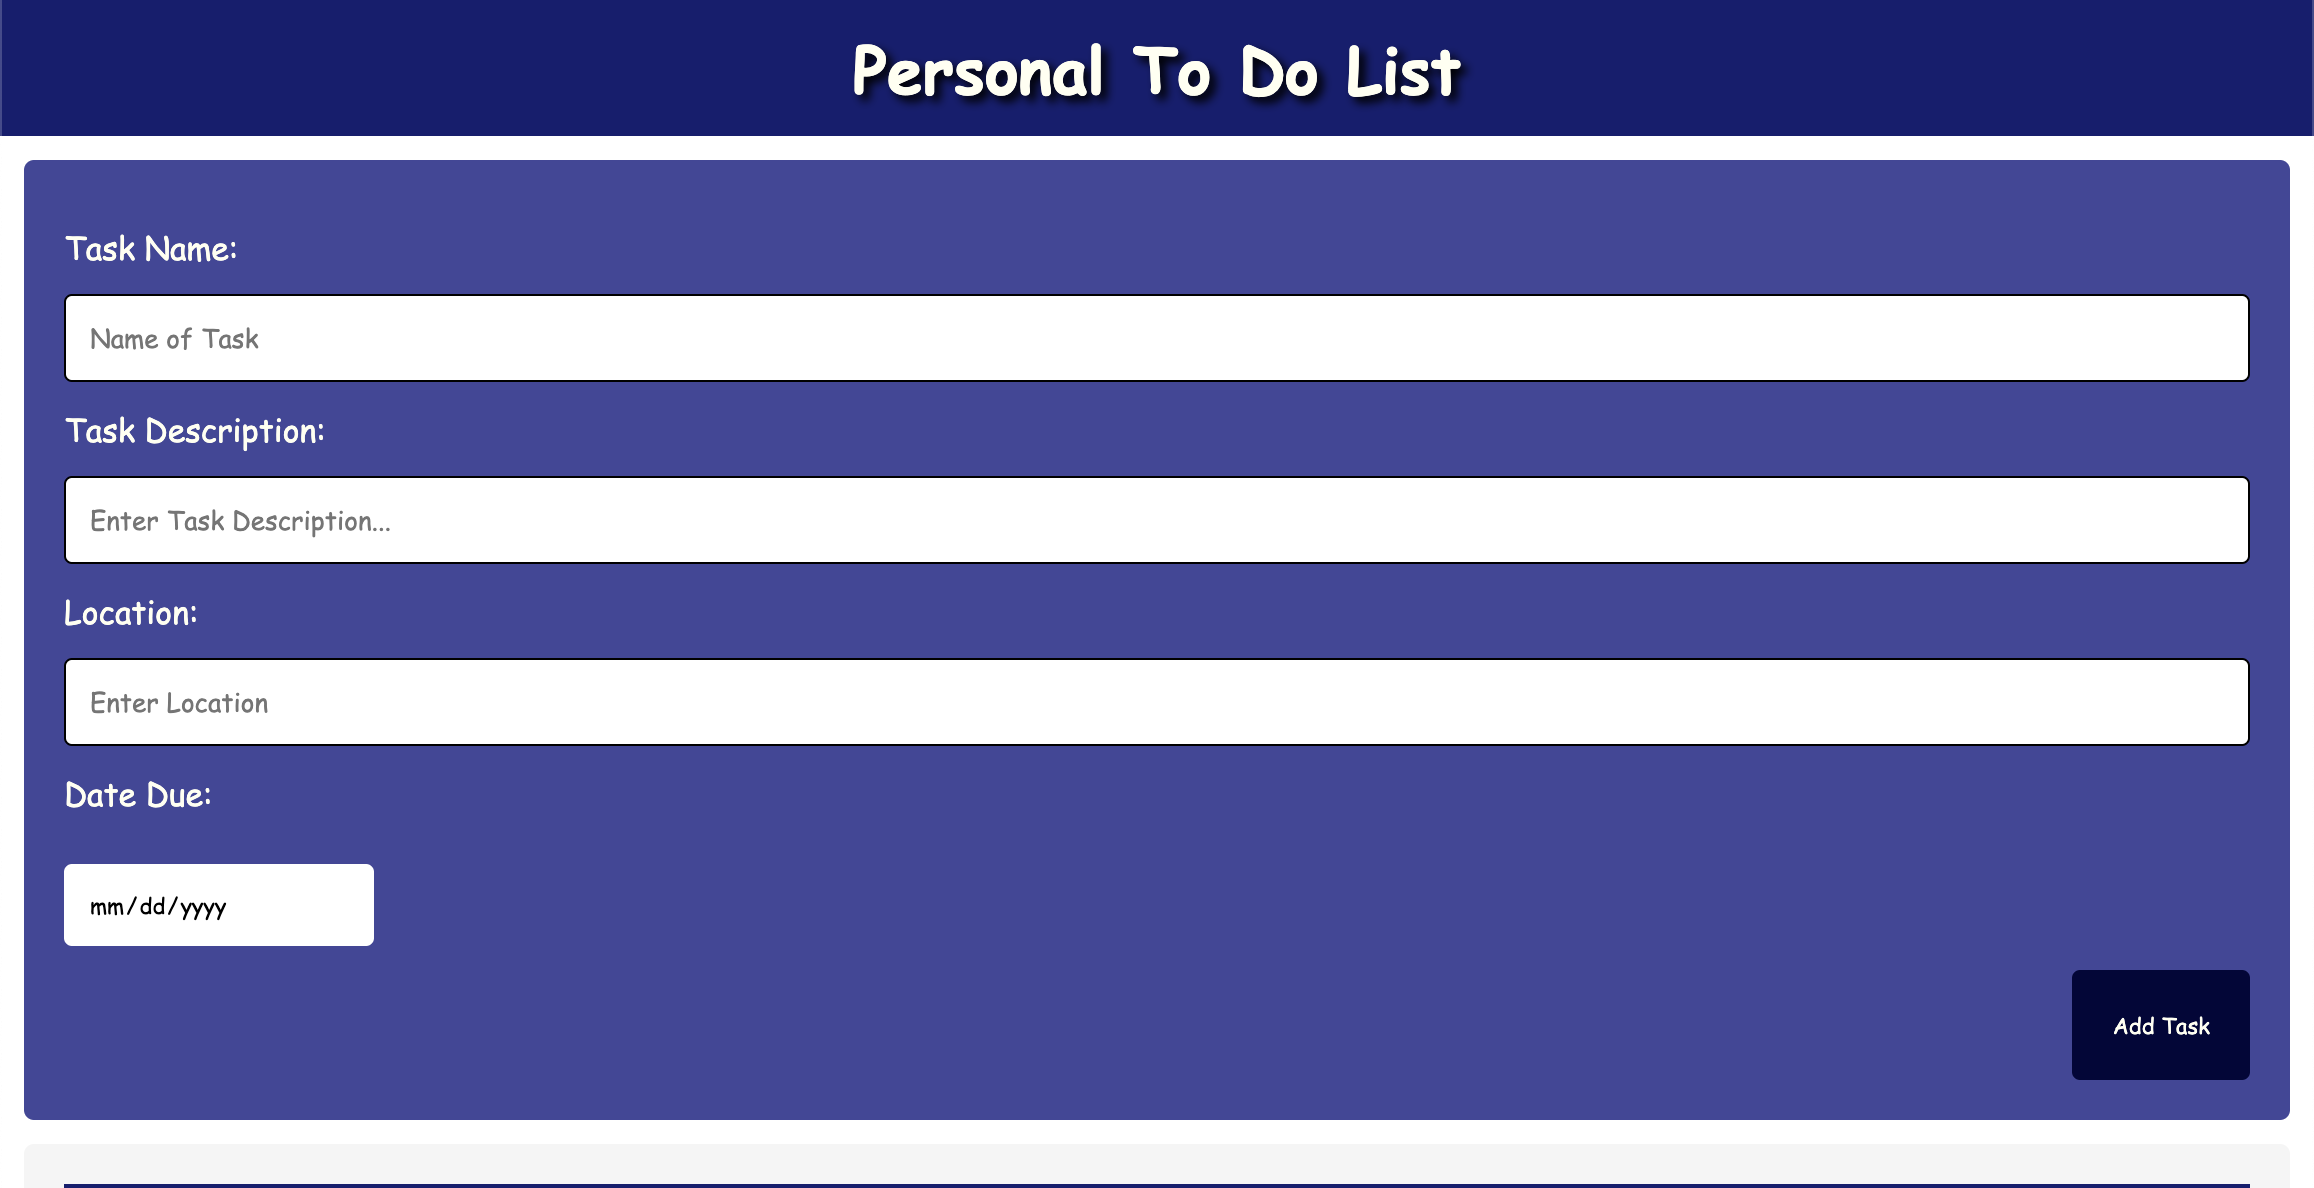 Personal To Do List
Task Name:
Name of Task
Task Description:
Enter Task Description...
Location:
Enter Location
Date Due:
mm/dd/yyyy
Add Task